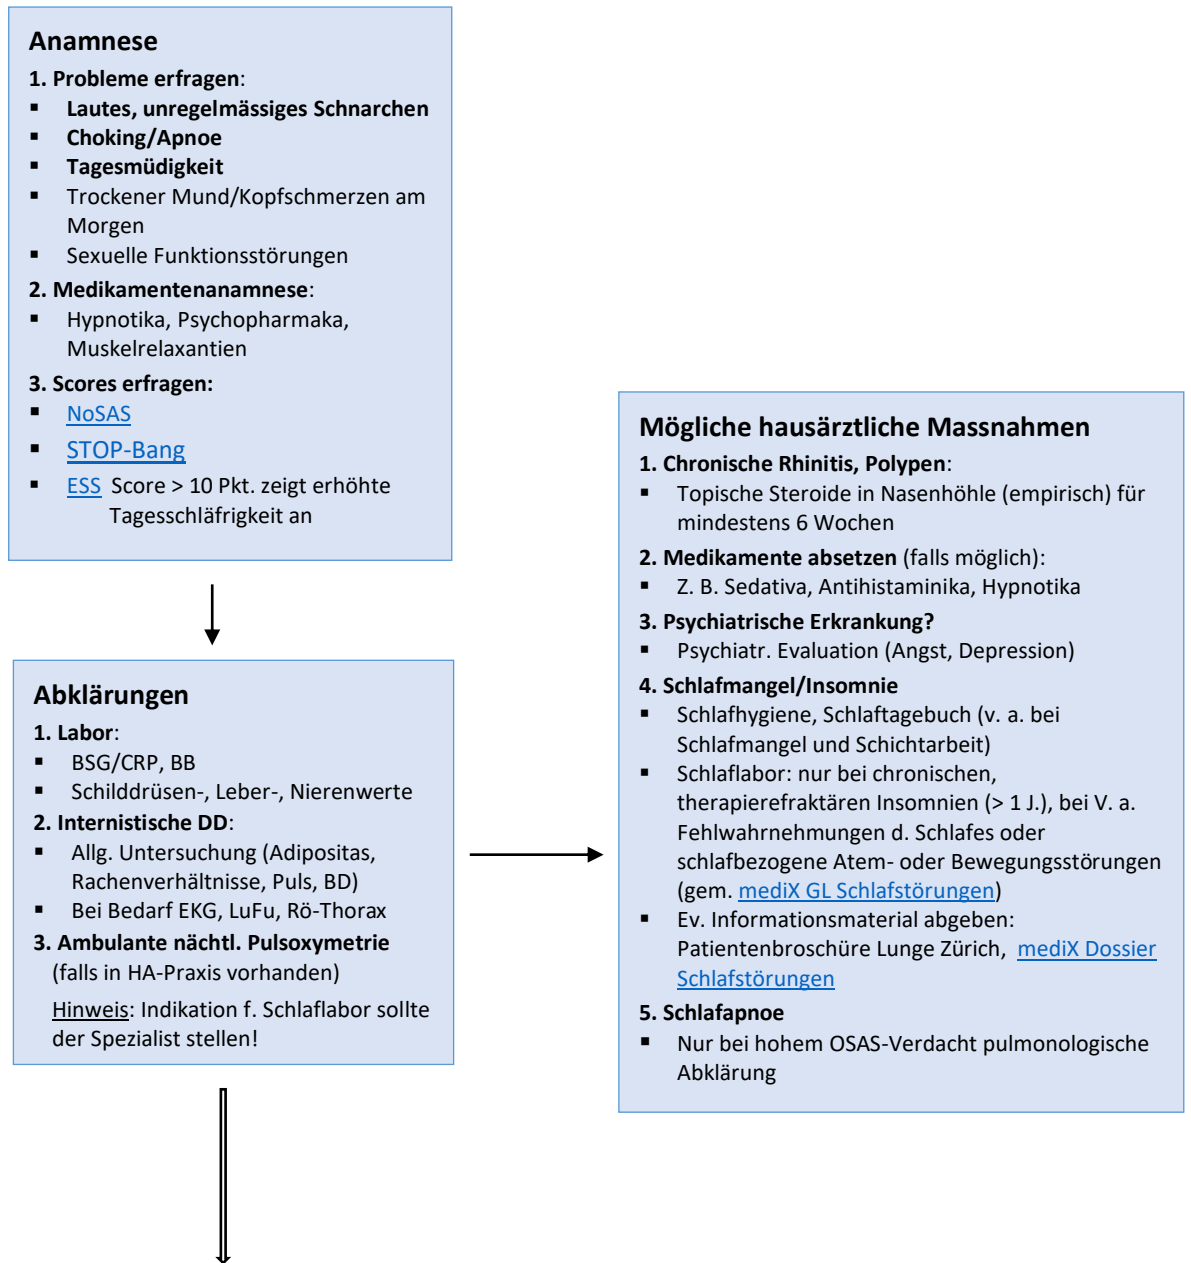 Anamnese
1. Probleme erfragen:
▪ Lautes, unregelmässiges Schnarchen
▪ Choking/Apnoe
▪ Tagesmüdigkeit
▪ Trockener Mund/Kopfschmerzen am
Morgen
▪ Sexuelle Funktionsstörungen
2. Medikamentenanamnese:
▪ Hypnotika, Psychopharmaka,
Muskelrelaxantien
3. Scores erfragen:
▪ NoSAS
▪ STOP-Bang
▪ ESS Score > 10 Pkt. zeigt erhöhte
Tagesschläfrigkeit an
Abklärungen
1. Labor:
▪ BSG/CRP, BB
▪ Schilddrüsen-, Leber-, Nierenwerte
2. Internistische DD:
▪ Allg. Untersuchung (Adipositas,
Rachenverhältnisse, Puls, BD)
▪ Bei Bedarf EKG, LuFu, Rö-Thorax
3. Ambulante nächtl. Pulsoxymetrie
(falls in HA-Praxis vorhanden)
Hinweis: Indikation f. Schlaflabor sollte
der Spezialist stellen!
Mögliche hausärztliche Massnahmen
1. Chronische Rhinitis, Polypen:
▪ Topische Steroide in Nasenhöhle (empirisch) für
mindestens 6 Wochen
2. Medikamente absetzen (falls möglich):
▪ Z. B. Sedativa, Antihistaminika, Hypnotika
3. Psychiatrische Erkrankung?
▪ Psychiatr. Evaluation (Angst, Depression)
4. Schlafmangel/Insomnie
▪ Schlafhygiene, Schlaftagebuch (v. a. bei
Schlafmangel und Schichtarbeit)
▪ Schlaflabor: nur bei chronischen,
therapierefraktären Insomnien (> 1 J.), bei V. a.
Fehlwahrnehmungen d. Schlafes oder
schlafbezogene Atem- oder Bewegungsstörungen
(gem. mediX GL Schlafstörungen)
▪ Ev. Informationsmaterial abgeben:
Patientenbroschüre Lunge Zürich, mediX Dossier
Schlafstörungen
5. Schlafapnoe
▪ Nur bei hohem OSAS-Verdacht pulmonologische
Abklärung